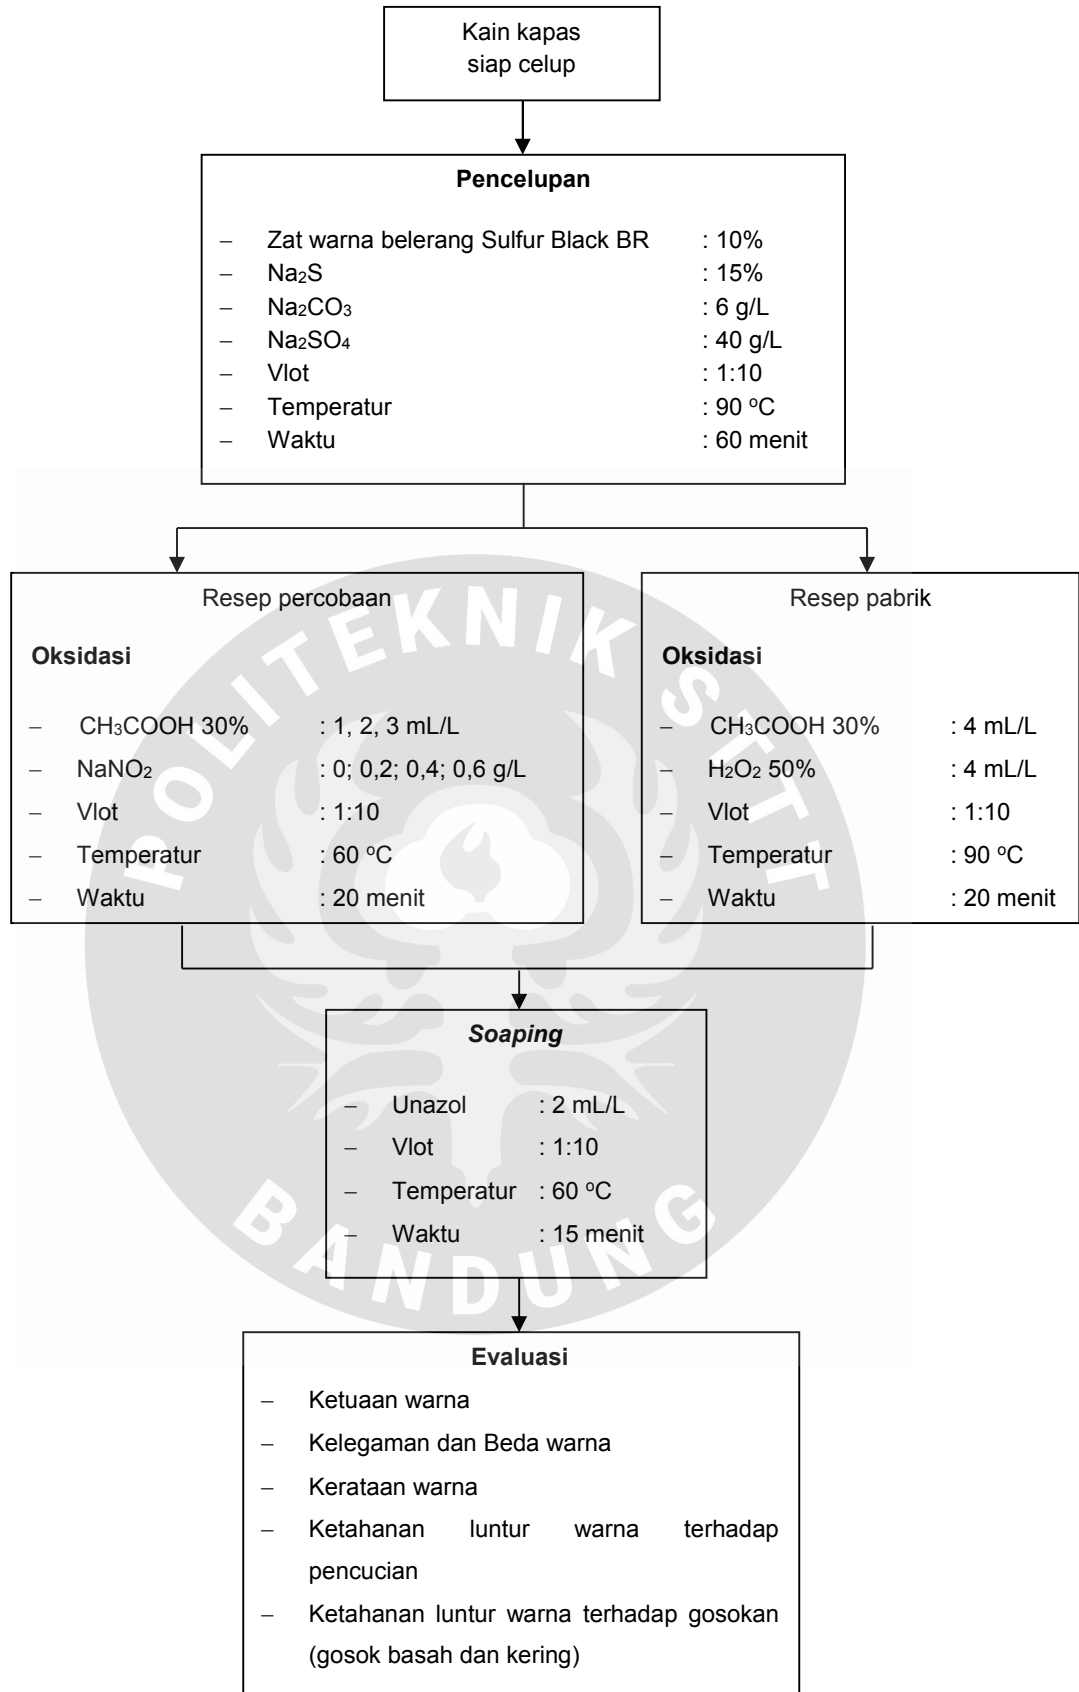 Kain kapas
siap celup
Pencelupan
– Zat warna belerang Sulfur Black BR : 10%
– Na₂S : 15%
– Na₂CO₃ : 6 g/L
– Na₂SO₄ : 40 g/L
– Vlot : 1:10
– Temperatur : 90 ᵒC
– Waktu : 60 menit
Resep percobaan
Oksidasi
– CH₃COOH 30% : 1, 2, 3 mL/L
– NaNO₂ : 0; 0,2; 0,4; 0,6 g/L
– Vlot : 1:10
– Temperatur : 60 ᵒC
– Waktu : 20 menit
Resep pabrik
Oksidasi
– CH₃COOH 30% : 4 mL/L
– H₂O₂ 50% : 4 mL/L
– Vlot : 1:10
– Temperatur : 90 ᵒC
– Waktu : 20 menit
Soaping
– Unazol : 2 mL/L
– Vlot : 1:10
– Temperatur : 60 ᵒC
– Waktu : 15 menit
Evaluasi
– Ketuaan warna
– Kelegaman dan Beda warna
– Kerataan warna
– Ketahanan luntur warna terhadap
pencucian
– Ketahanan luntur warna terhadap gosokan
(gosok basah dan kering)
POLITEKNIK STTT
BANDUNG